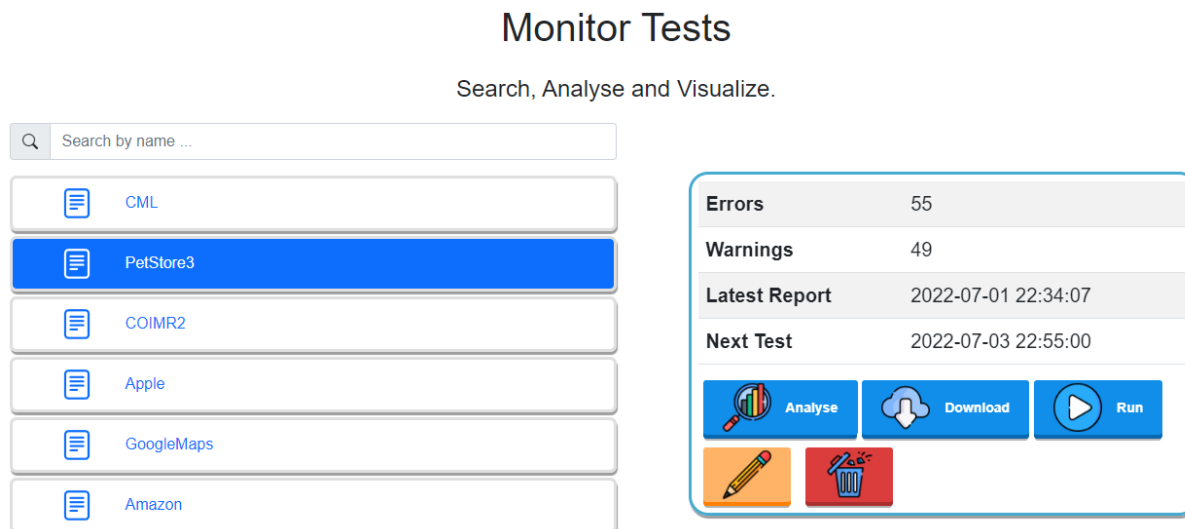 Monitor Tests
Search, Analyse and Visualize.
Search by name ...
CML
PetStore3
COIMR2
Apple
GoogleMaps
Amazon
Errors 55
Warnings 49
Latest Report 2022-07-01 22:34:07
Next Test 2022-07-03 22:55:00
Analyse Download Run